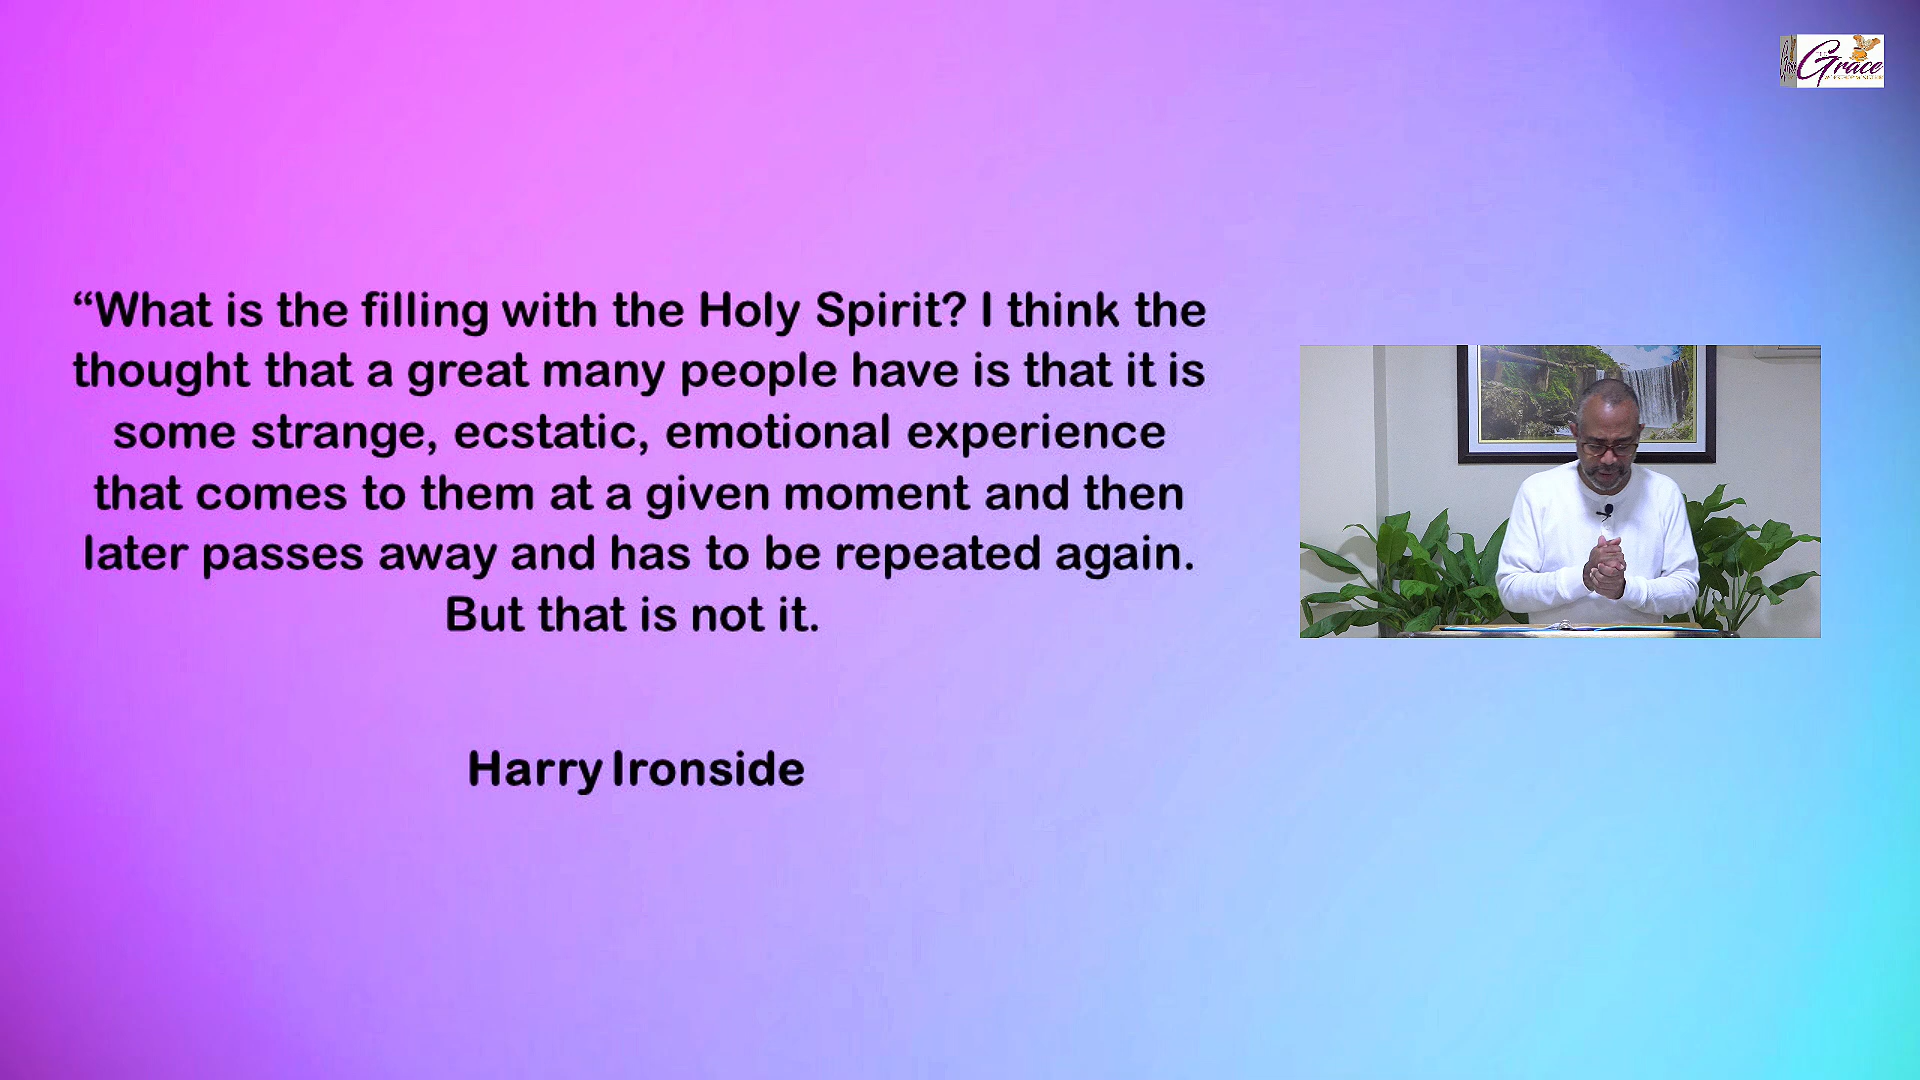 “What is the filling with the Holy Spirit? I think the
thought that a great many people have is that it is
some strange, ecstatic, emotional experience
that comes to them at a given moment and then
later passes away and has to be repeated again.
But that is not it.
Harry Ironside
Grace